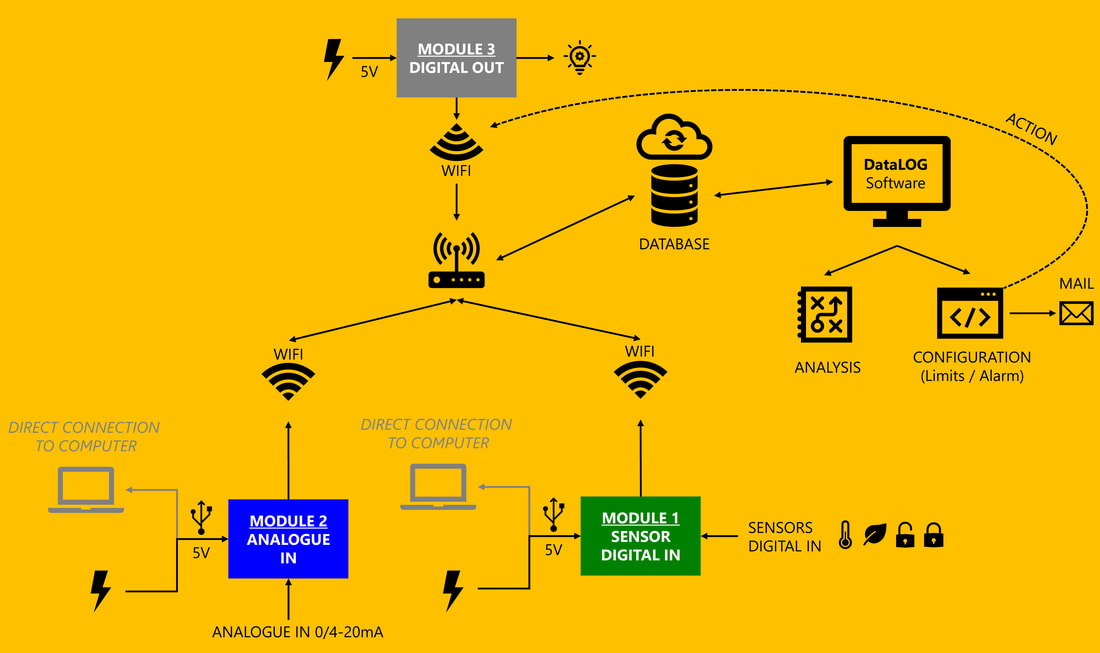 MODULE 3
DIGITAL OUT
5V
ACTION
WIFI
DataLOG
Software
DATABASE
MAIL
WIFI
WIFI
ANALYSIS
CONFIGURATION
(Limits / Alarm)
DIRECT CONNECTION
TO COMPUTER
DIRECT CONNECTION
TO COMPUTER
MODULE 2
ANALOGUE
IN
5V
MODULE 1
SENSOR
DIGITAL IN
5V
SENSORS
DIGITAL IN
ANALOGUE IN 0/4-20mA